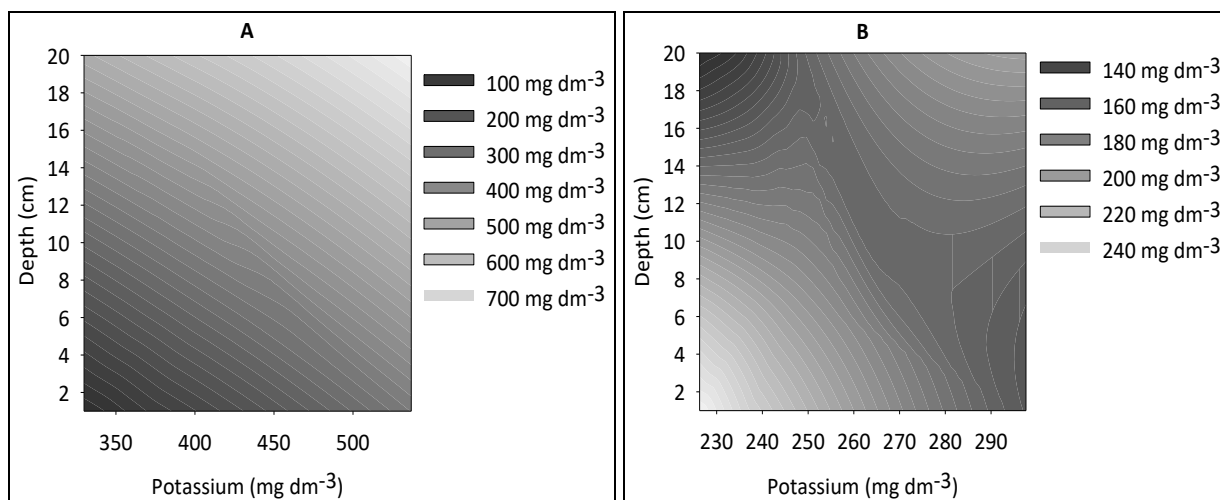 A
20
18
16
14
12
10
8
6
4
2
Depth (cm)
350 400 450 500
Potassium (mg dm-3)
100 mg dm-3
200 mg dm-3
300 mg dm-3
400 mg dm-3
500 mg dm-3
600 mg dm-3
700 mg dm-3
B
20
18
16
14
12
10
8
6
4
2
Depth (cm)
230 240 250 260 270 280 290
Potassium (mg dm-3)
140 mg dm-3
160 mg dm-3
180 mg dm-3
200 mg dm-3
220 mg dm-3
240 mg dm-3